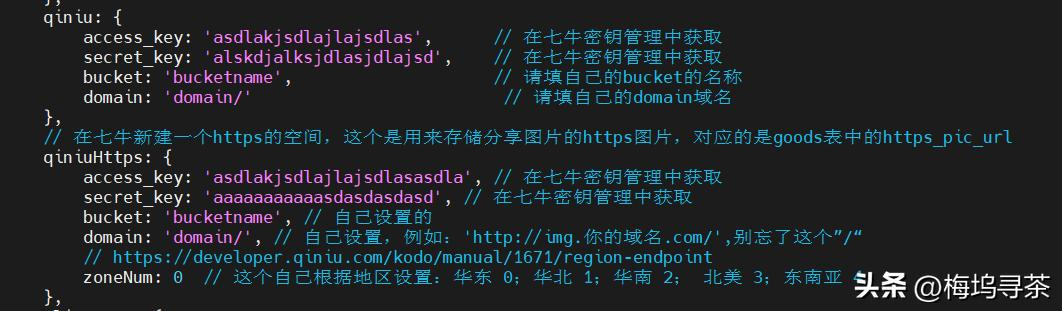 },
qiniu: {
access_key: 'asdlakjsdlajlajsdlas', // 在七牛密钥管理中获取
secret_key: 'alskdjalksjdlasjdlajsd', // 在七牛密钥管理中获取
bucket: 'bucketname', // 请填自己的bucket的名称
domain: 'domain/' // 请填自己的domain域名
},
// 在七牛新建一个https的空间，这个是用来存储分享图片的https图片，对应的是goods表中的https_pic_url
qiniuHttps: {
access_key: 'asdlakjsdlajlajsdlasasdla', // 在七牛密钥管理中获取
secret_key: 'aaaaaaaaaaasdasdasdasd', // 在七牛密钥管理中获取
bucket: 'bucketname', // 自己设置的
domain: 'domain/', // 自己设置，例如：'http://img.你的域名.com/',别忘了这个”/“
// https://developer.qiniu.com/kodo/manual/1671/region-endpoint
zoneNum: 0 // 这个自己根据地区设置：华东 0；华北 1；华南 2； 北美 3；东南亚
},
头条 @梅坞寻茶